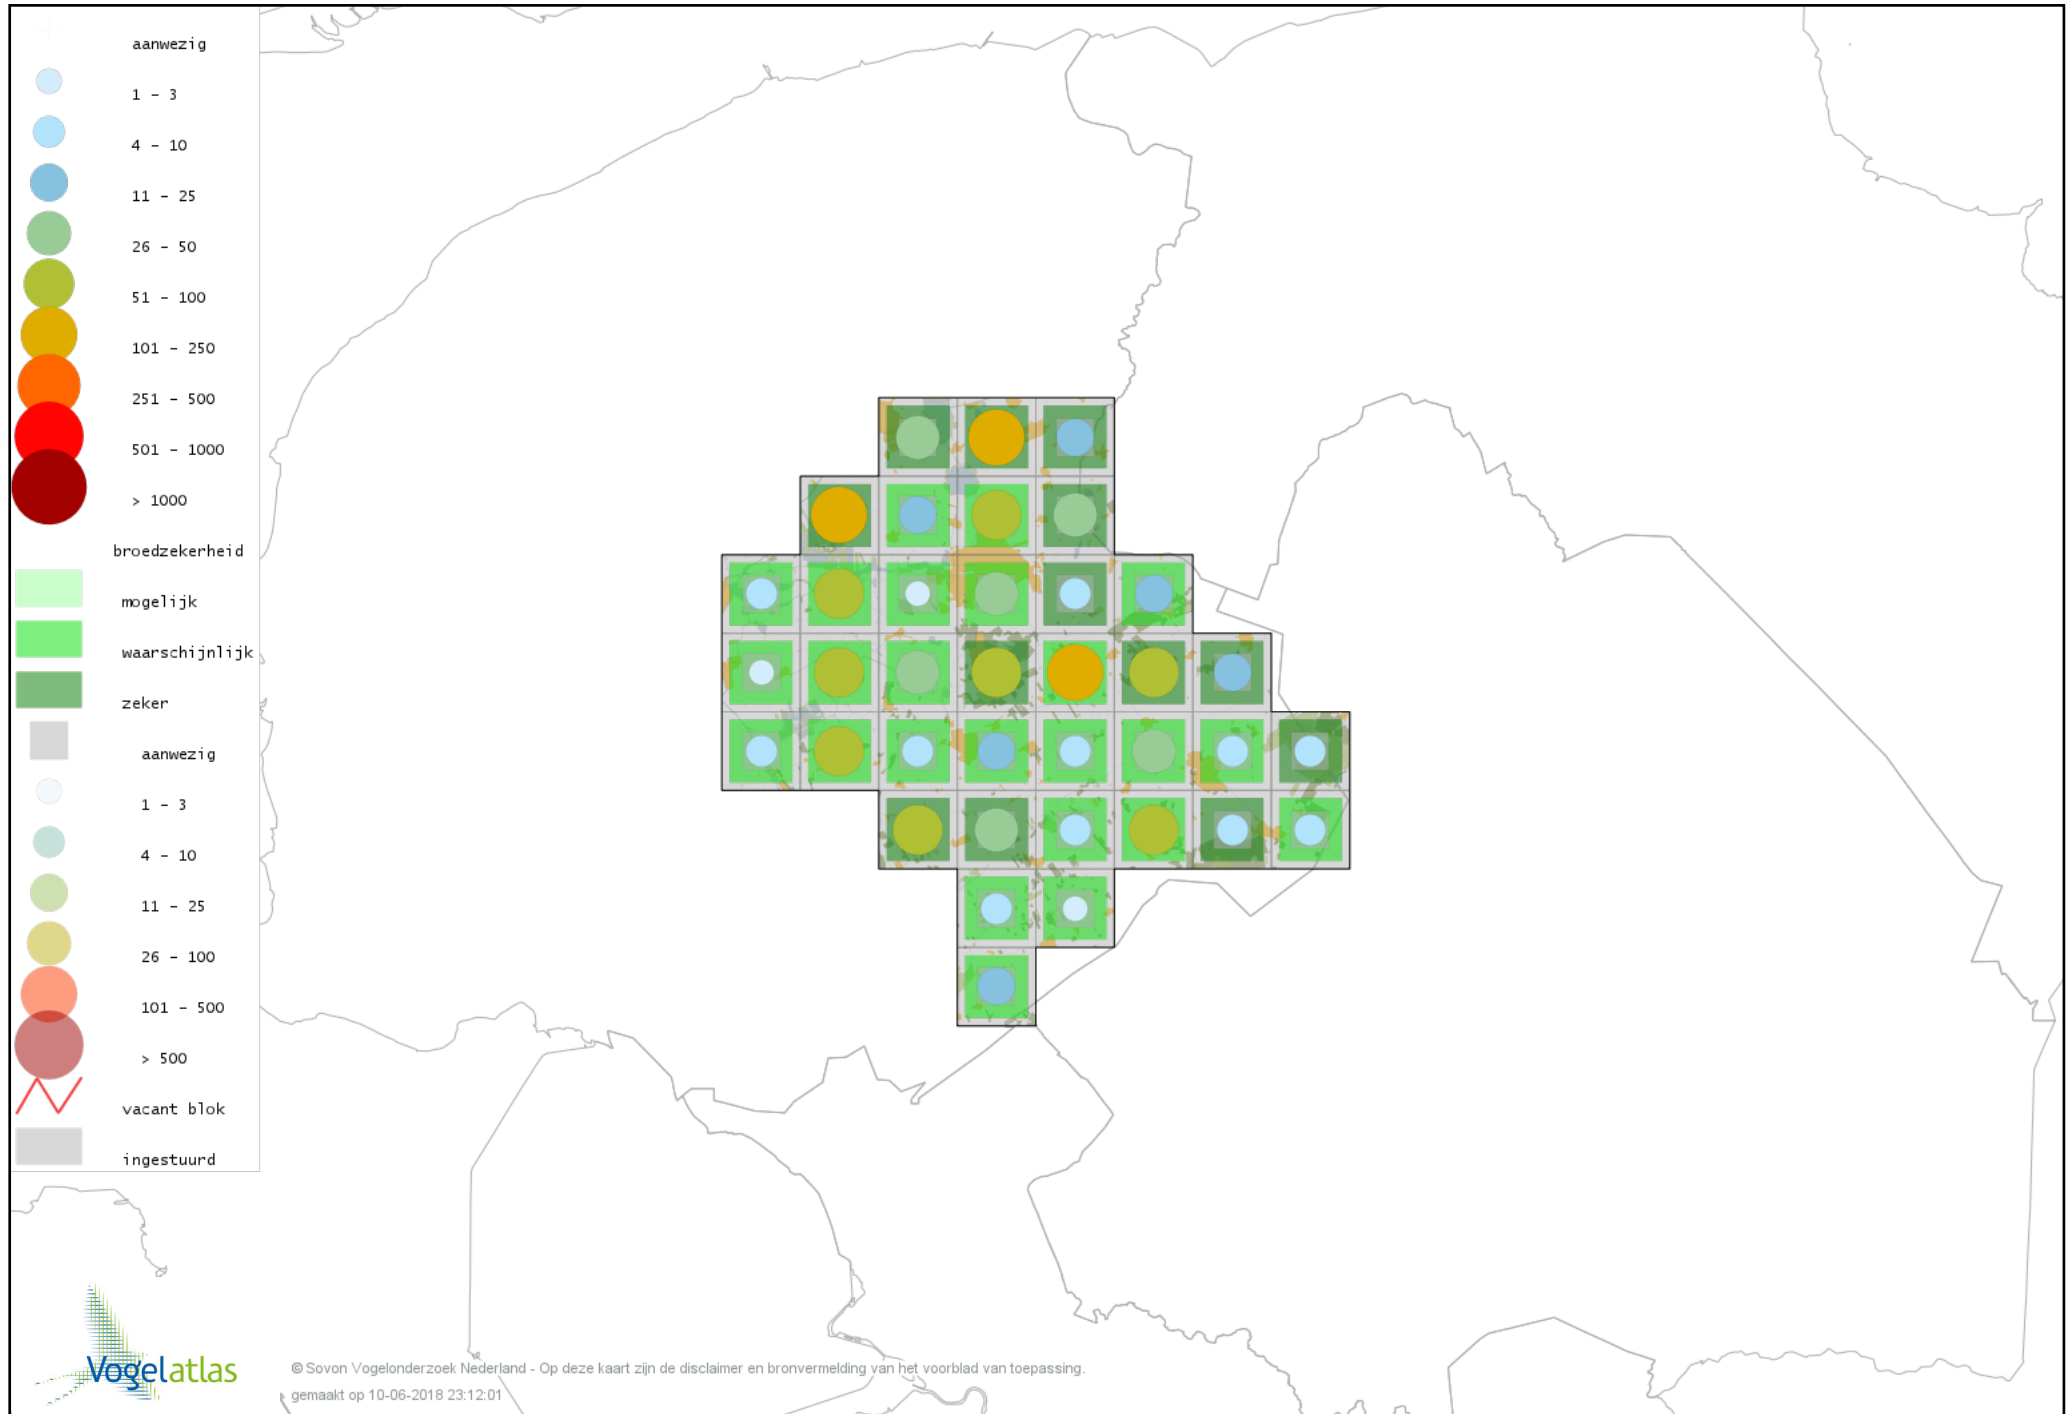 aanwezig
1 - 3
4 - 10
11 - 25
26 - 50
51 - 100
101 - 250
251 - 500
501 - 1000
> 1000
broedzekerheid
mogelijk
waarschijnlijk
zeker
aanwezig
1 - 3
4 - 10
11 - 25
26 - 100
101 - 500
> 500
vacant blok
ingestuurd
Vogelatlas
© Sovon Vogelonderzoek Nederland - Op deze kaart zijn de disclaimer en bronvermelding van het voorblad van toepassing.
gemaakt op 10-06-2018 23:12:01